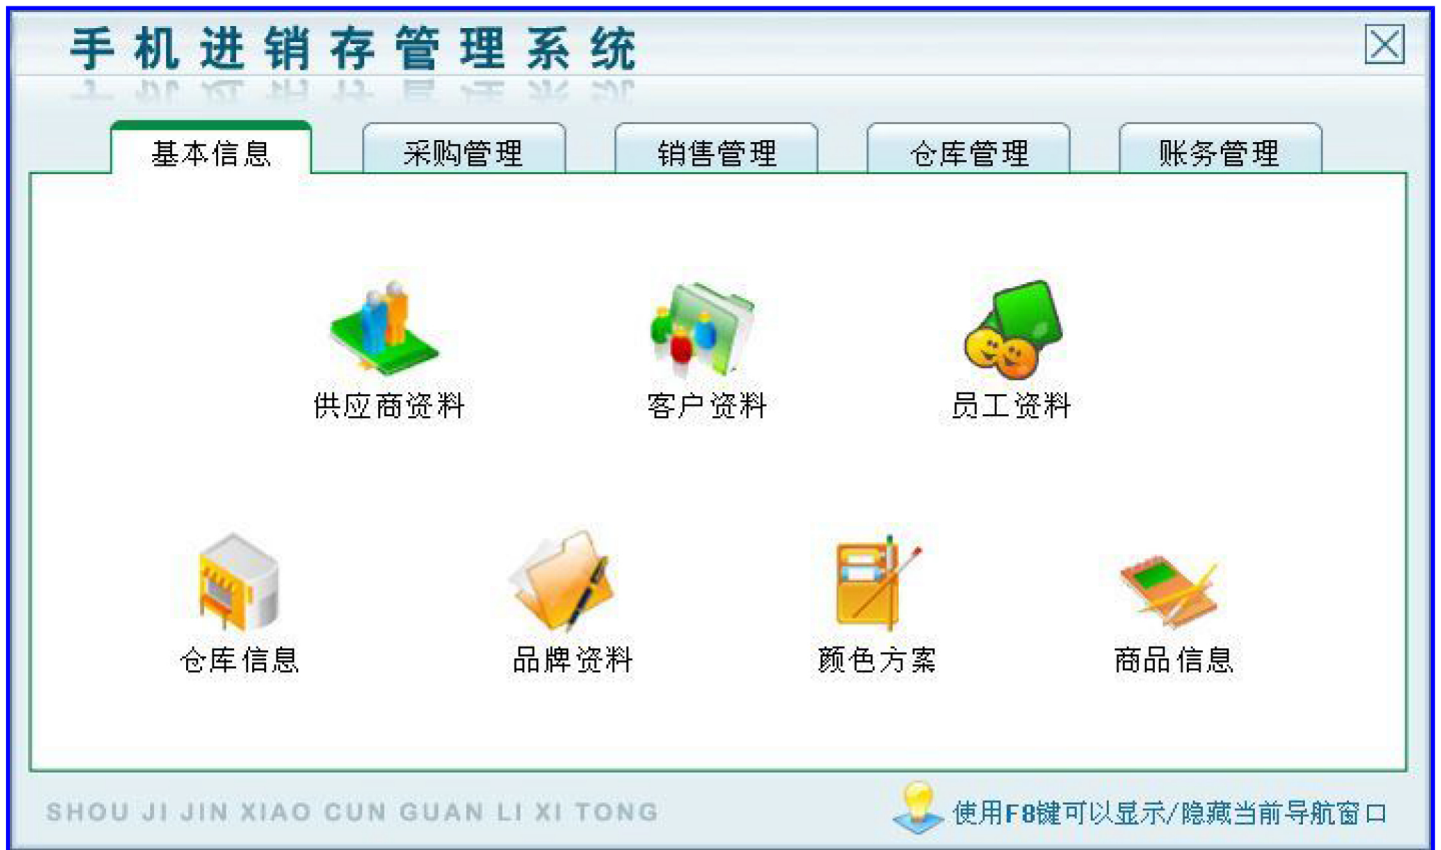 手机进销存管理系统
基本信息 采购管理 销售管理 仓库管理 账务管理
供应商资料 客户资料 员工资料
仓库信息 品牌资料 颜色方案 商品信息
SHOU JI JIN XIAO CUN GUAN LI XI TONG 使用F8键可以显示/隐藏当前导航窗口